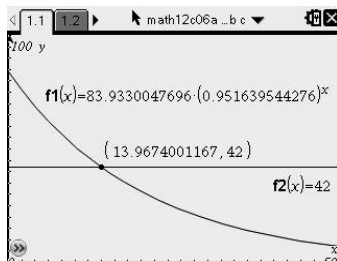 1.1 1.2 math12c06a ...b c
100 y
f1(x)=83.9330047696·(0.951639544276)^x
(13.9674001167, 42)
f2(x)=42
x